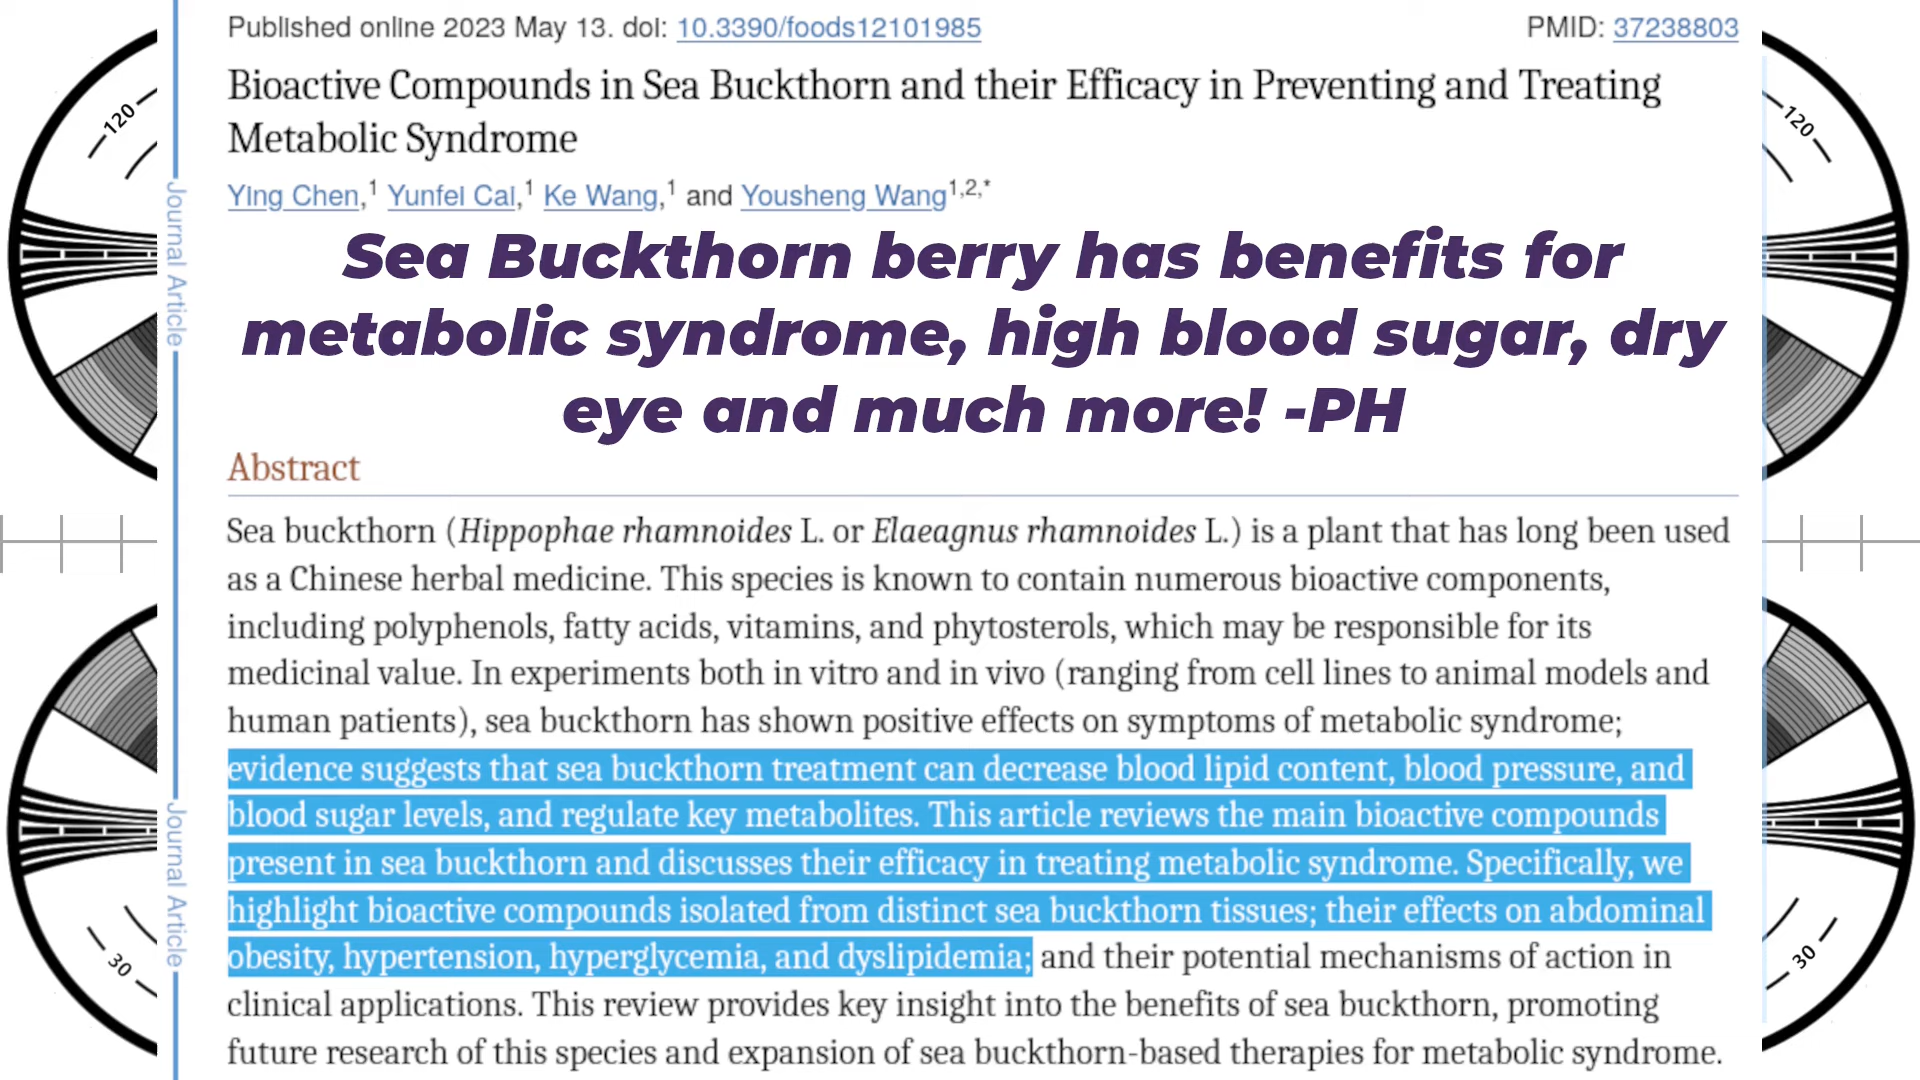 Published online 2023 May 13. doi: 10.3390/foods12101985
PMID: 37238803
Bioactive Compounds in Sea Buckthorn and their Efficacy in Preventing and Treating
Metabolic Syndrome
Ying Chen,1 Yunfei Cai,1 Ke Wang,1 and Yousheng Wang1,2,*
Sea Buckthorn berry has benefits for
metabolic syndrome, high blood sugar, dry
eye and much more! -PH
Abstract
Sea buckthorn (Hippophae rhamnoides L. or Elaeagnus rhamnoides L.) is a plant that has long been used
as a Chinese herbal medicine. This species is known to contain numerous bioactive components,
including polyphenols, fatty acids, vitamins, and phytosterols, which may be responsible for its
medicinal value. In experiments both in vitro and in vivo (ranging from cell lines to animal models and
human patients), sea buckthorn has shown positive effects on symptoms of metabolic syndrome;
evidence suggests that sea buckthorn treatment can decrease blood lipid content, blood pressure, and
blood sugar levels, and regulate key metabolites. This article reviews the main bioactive compounds
present in sea buckthorn and discusses their efficacy in treating metabolic syndrome. Specifically, we
highlight bioactive compounds isolated from distinct sea buckthorn tissues; their effects on abdominal
obesity, hypertension, hyperglycemia, and dyslipidemia; and their potential mechanisms of action in
clinical applications. This review provides key insight into the benefits of sea buckthorn, promoting
future research of this species and expansion of sea buckthorn-based therapies for metabolic syndrome.
Journal Article
Journal Article
120
120
30
30